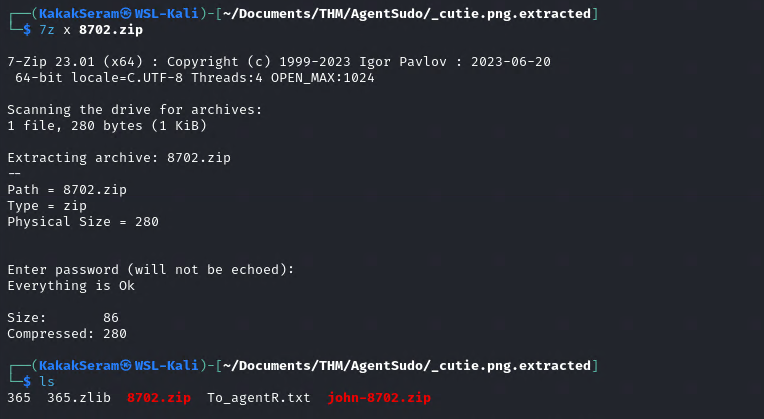 ┌──(KakakSeram㉿WSL-Kali)-[~/Documents/THM/AgentSudo/_cutie.png.extracted]
└─$ 7z x 8702.zip
7-Zip 23.01 (x64) : Copyright (c) 1999-2023 Igor Pavlov : 2023-06-20
64-bit locale=C.UTF-8 Threads:4 OPEN_MAX:1024
Scanning the drive for archives:
1 file, 280 bytes (1 KiB)
Extracting archive: 8702.zip
--
Path = 8702.zip
Type = zip
Physical Size = 280
Enter password (will not be echoed):
Everything is Ok
Size:       86
Compressed: 280
┌──(KakakSeram㉿WSL-Kali)-[~/Documents/THM/AgentSudo/_cutie.png.extracted]
└─$ ls
365  365.zlib  8702.zip  To_agentR.txt  john-8702.zip